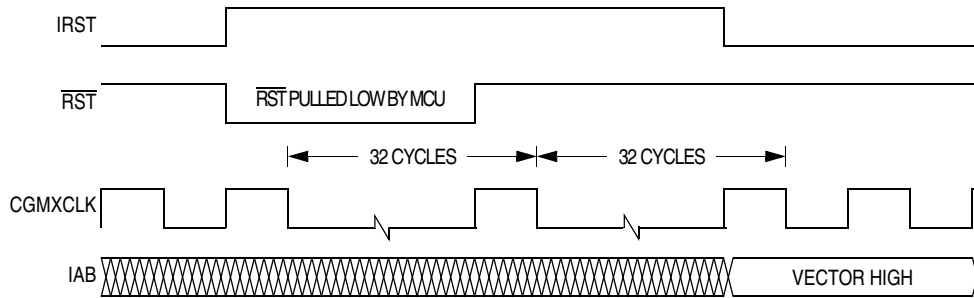 IRST
RST
RST PULLED LOW BY MCU
32 CYCLES
32 CYCLES
CGMXCLK
IAB
VECTOR HIGH